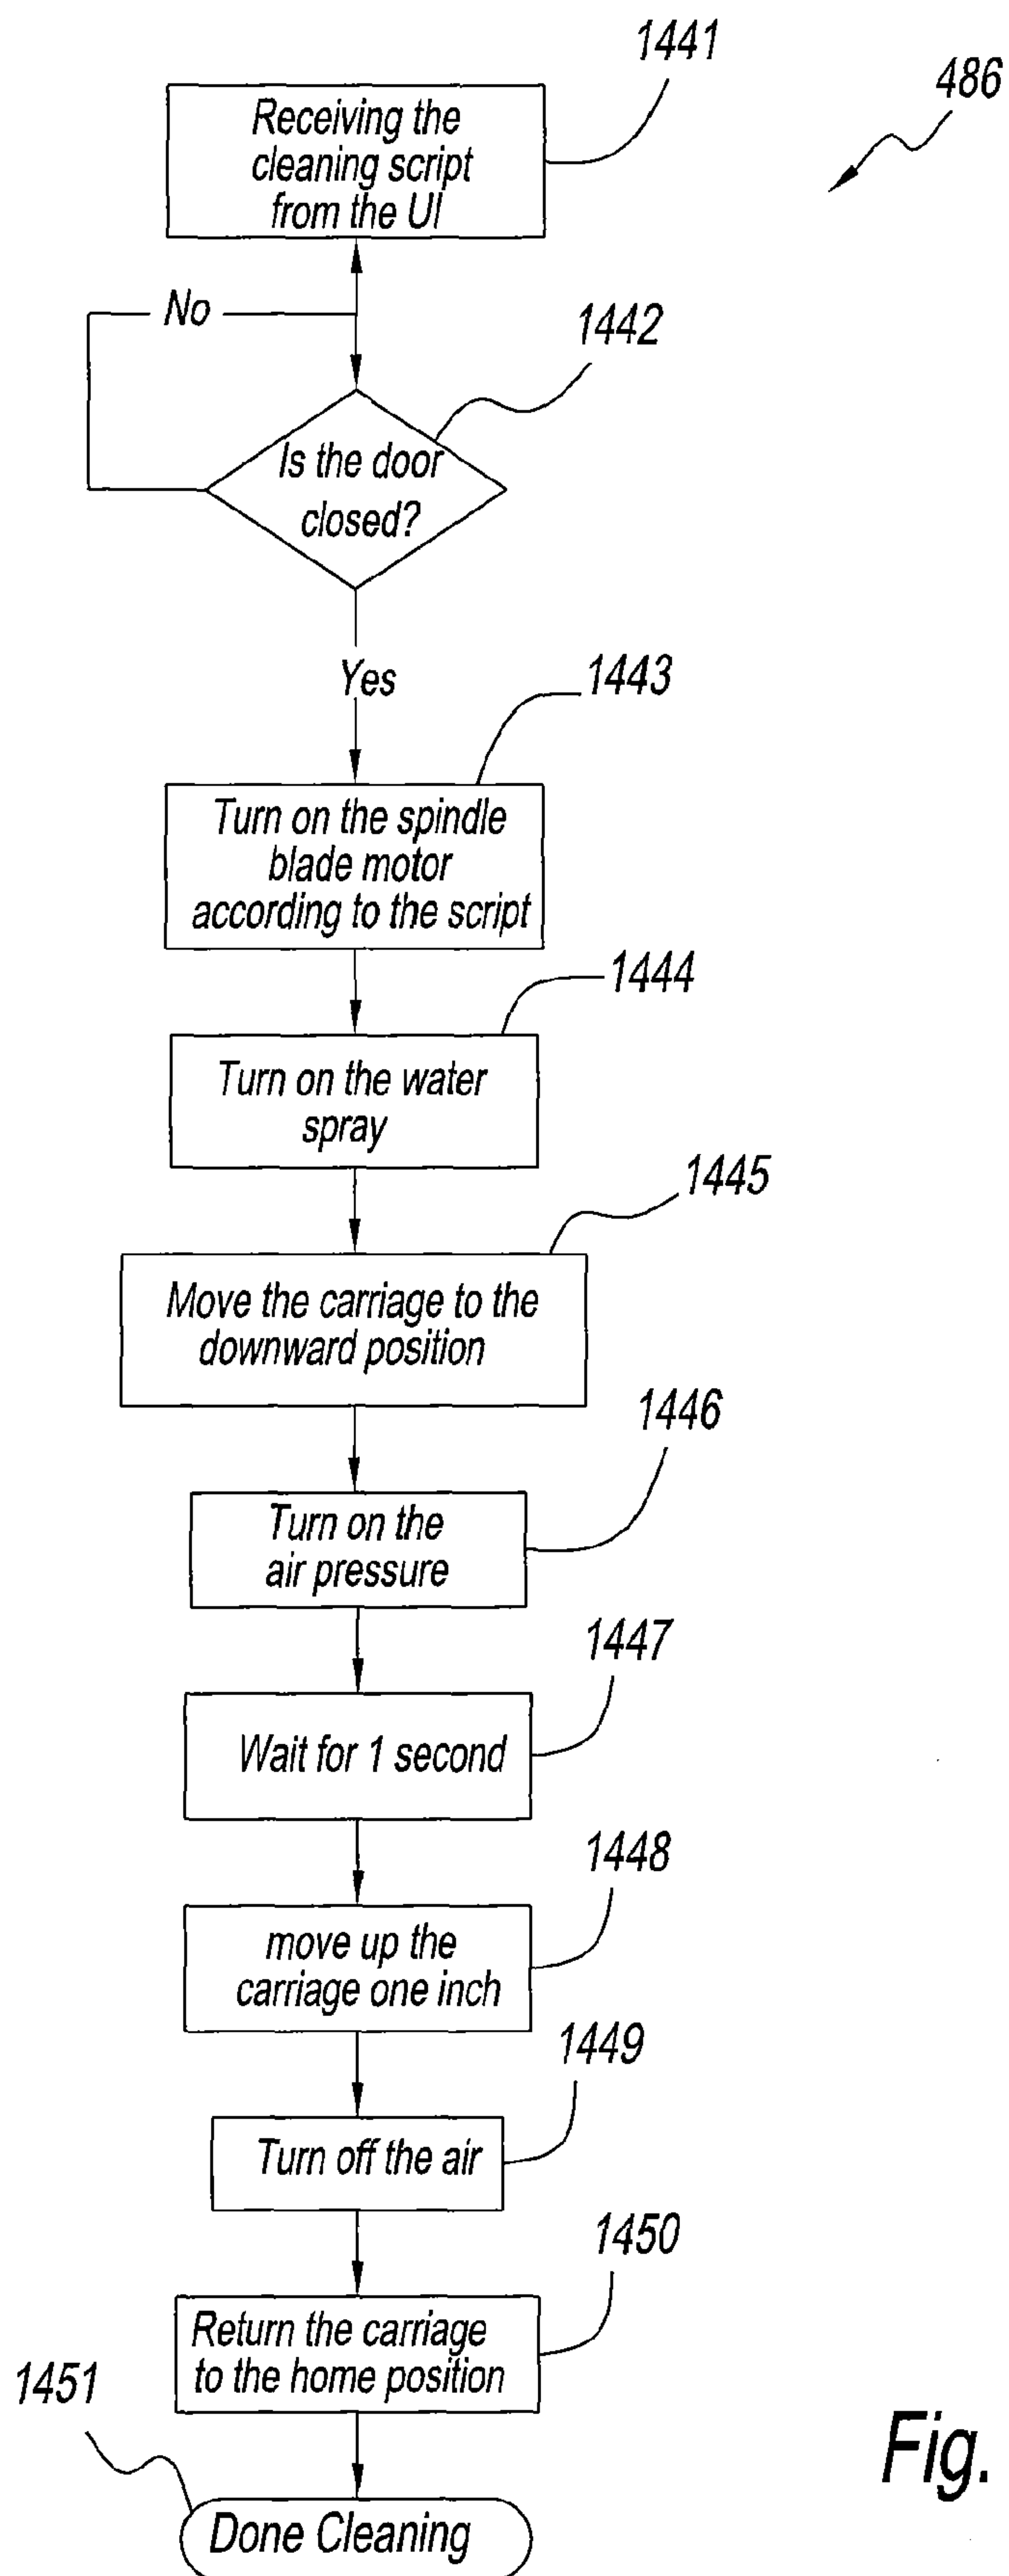 1441
486
Receiving the
cleaning script
from the UI
No
1442
Is the door
closed?
Yes
1443
Turn on the spindle
blade motor
according to the script
1444
Turn on the water
spray
1445
Move the carriage to the
downward position
1446
Turn on the
air pressure
1447
Wait for 1 second
1448
move up the
carriage one inch
1449
Turn off the air
1450
Return the carriage
to the home position
1451
Fig.
Done Cleaning